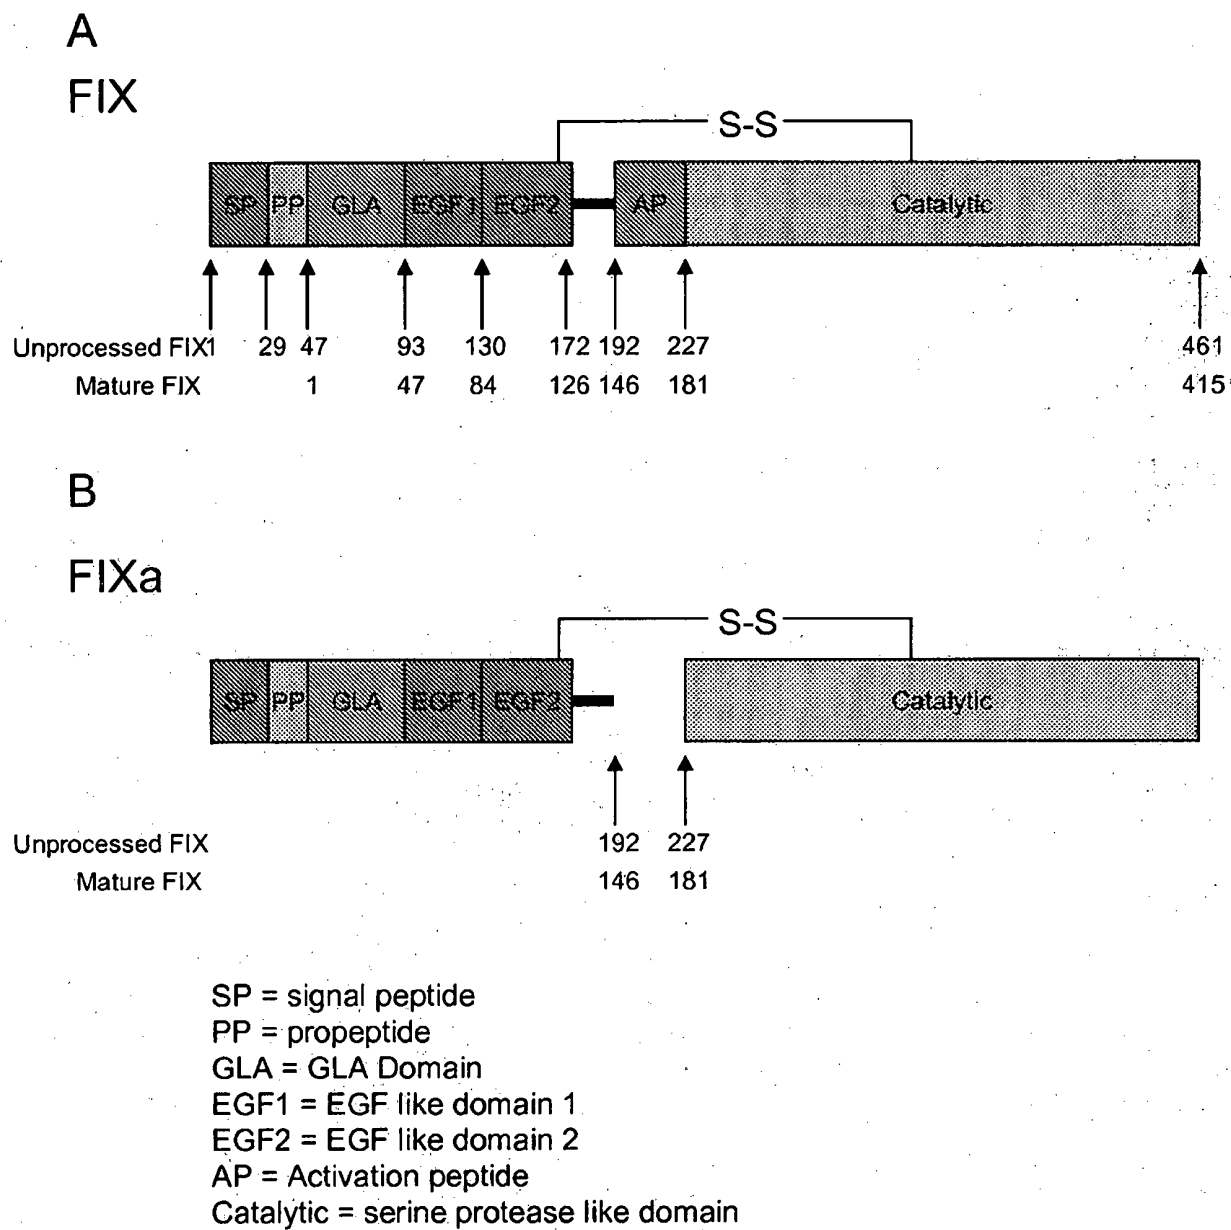 A
FIX
S-S
SP PP GLA EGF1 EGF2 AP Catalytic
Unprocessed FIX1 29 47 93 130 172 192 227 461
Mature FIX 1 47 84 126 146 181 415
B
FIXa
S-S
SP PP GLA EGF1 EGF2 Catalytic
Unprocessed FIX 192 227
Mature FIX 146 181
SP = signal peptide
PP = propeptide
GLA = GLA Domain
EGF1 = EGF like domain 1
EGF2 = EGF like domain 2
AP = Activation peptide
Catalytic = serine protease like domain